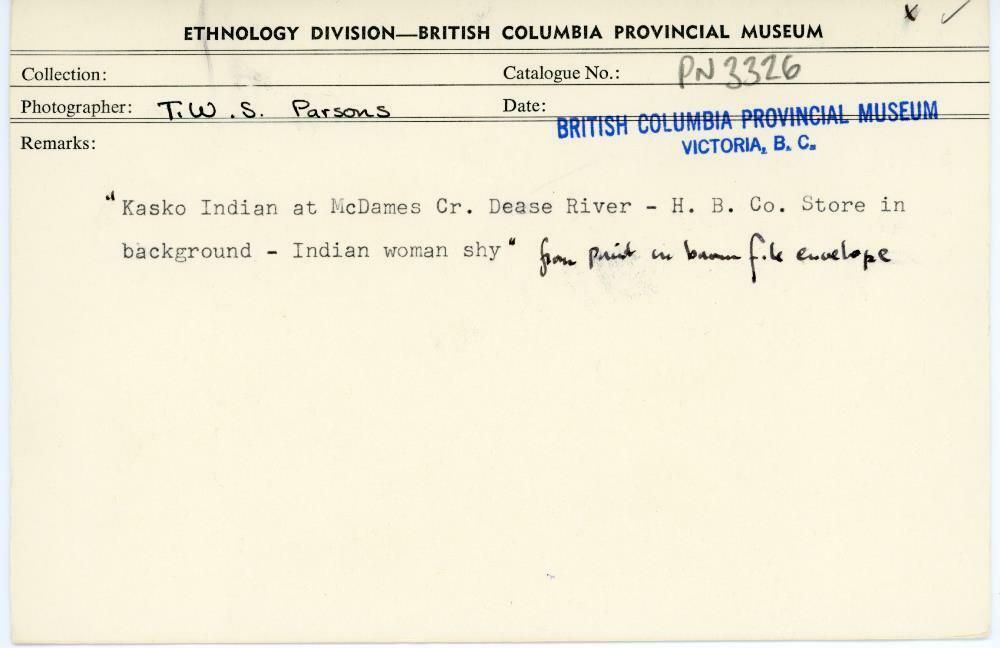 x ✓
ETHNOLOGY DIVISION—BRITISH COLUMBIA PROVINCIAL MUSEUM
Collection: Catalogue No.: PN 3326
Photographer: T.W.S. Parsons Date:
BRITISH COLUMBIA PROVINCIAL MUSEUM
VICTORIA, B. C.
Remarks:
"Kasko Indian at McDames Cr. Dease River - H. B. Co. Store in
background - Indian woman shy" from print in brown file envelope